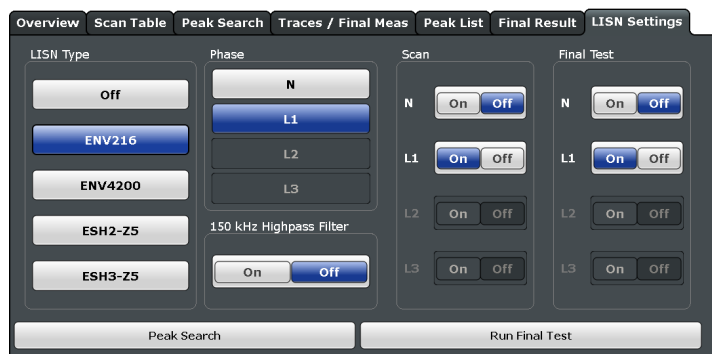 Overview Scan Table Peak Search Traces / Final Meas Peak List Final Result LISN Settings
LISN Type
Off
ENV216
ENV4200
ESH2-Z5
ESH3-Z5
Phase
N
L1
L2
L3
150 kHz Highpass Filter
On Off
Scan
N On Off
L1 On Off
L2 On Off
L3 On Off
Final Test
N On Off
L1 On Off
L2 On Off
L3 On Off
Peak Search
Run Final Test